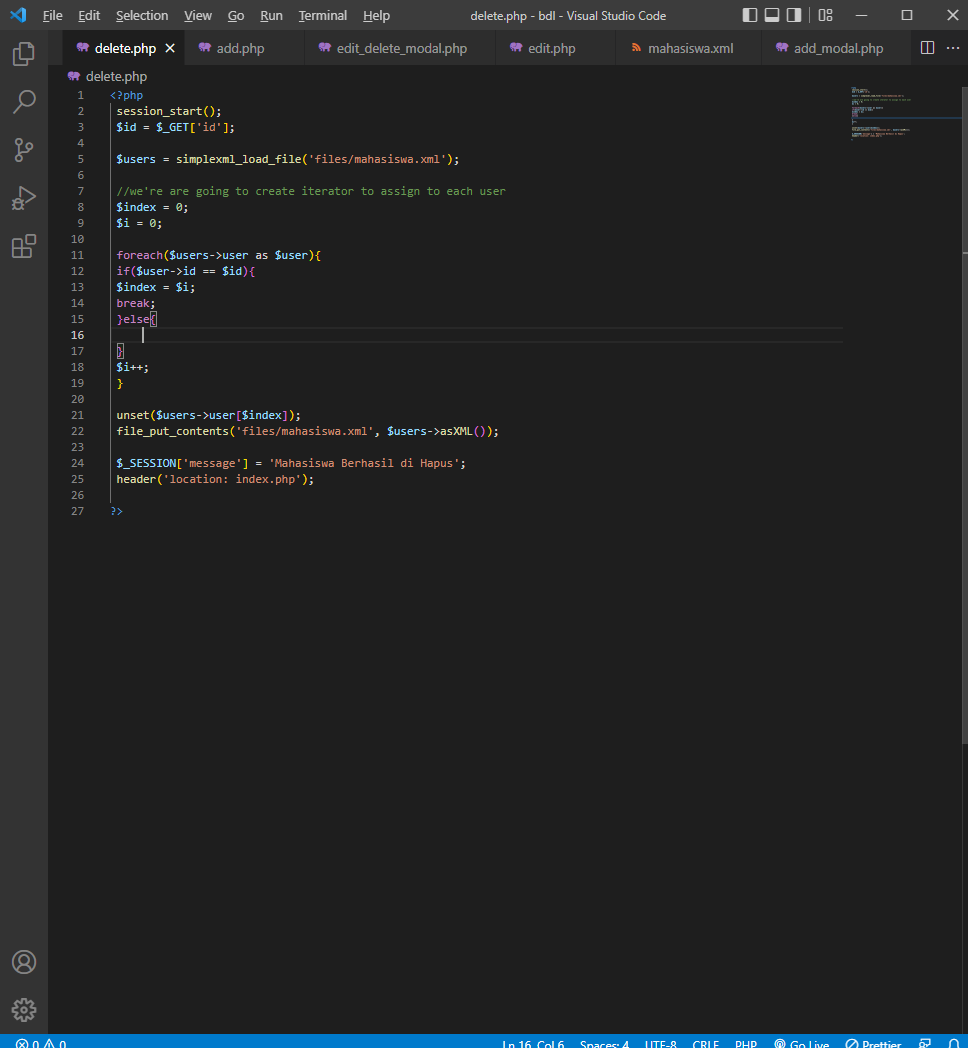 File Edit Selection View Go Run Terminal Help delete.php - bdl - Visual Studio Code
delete.php add.php edit_delete_modal.php edit.php mahasiswa.xml add_modal.php
delete.php
1 <?php
2 session_start();
3 $id = $_GET['id'];
4
5 $users = simplexml_load_file('files/mahasiswa.xml');
6
7 //we're are going to create iterator to assign to each user
8 $index = 0;
9 $i = 0;
10
11 foreach($users->user as $user){
12 if($user->id == $id){
13 $index = $i;
14 break;
15 }else{
16
17 }
18 $i++;
19 }
20
21 unset($users->user[$index]);
22 file_put_contents('files/mahasiswa.xml', $users->asXML());
23
24 $_SESSION['message'] = 'Mahasiswa Berhasil di Hapus';
25 header('location: index.php');
26
27 ?>
0 0 Ln 16, Col 6 Spaces: 4 UTF-8 CRLF PHP Go Live Prettier